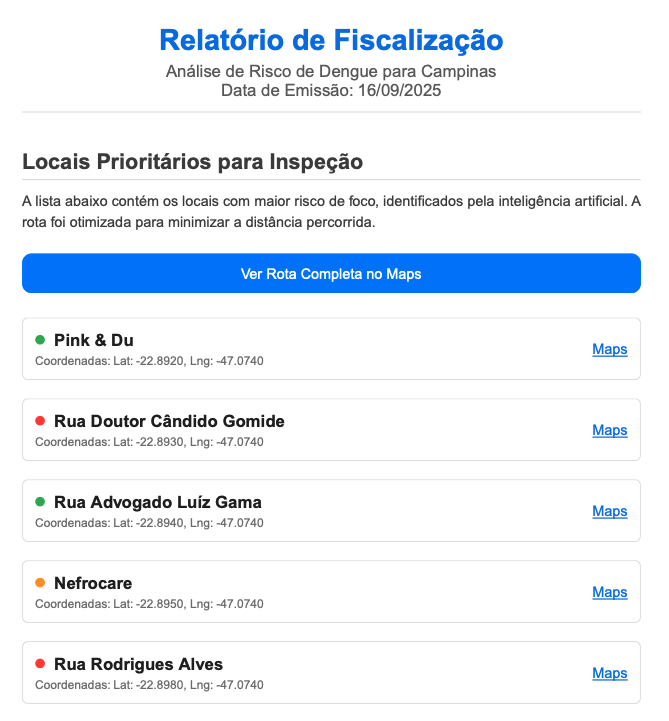 Relatório de Fiscalização
Análise de Risco de Dengue para Campinas
Data de Emissão: 16/09/2025
Locais Prioritários para Inspeção
A lista abaixo contém os locais com maior risco de foco, identificados pela inteligência artificial. A
rota foi otimizada para minimizar a distância percorrida.
Ver Rota Completa no Maps
Pink & Du
Coordenadas: Lat: -22.8920, Lng: -47.0740
Maps
Rua Doutor Cândido Gomide
Coordenadas: Lat: -22.8930, Lng: -47.0740
Maps
Rua Advogado Luíz Gama
Coordenadas: Lat: -22.8940, Lng: -47.0740
Maps
Nefrocare
Coordenadas: Lat: -22.8950, Lng: -47.0740
Maps
Rua Rodrigues Alves
Coordenadas: Lat: -22.8980, Lng: -47.0740
Maps